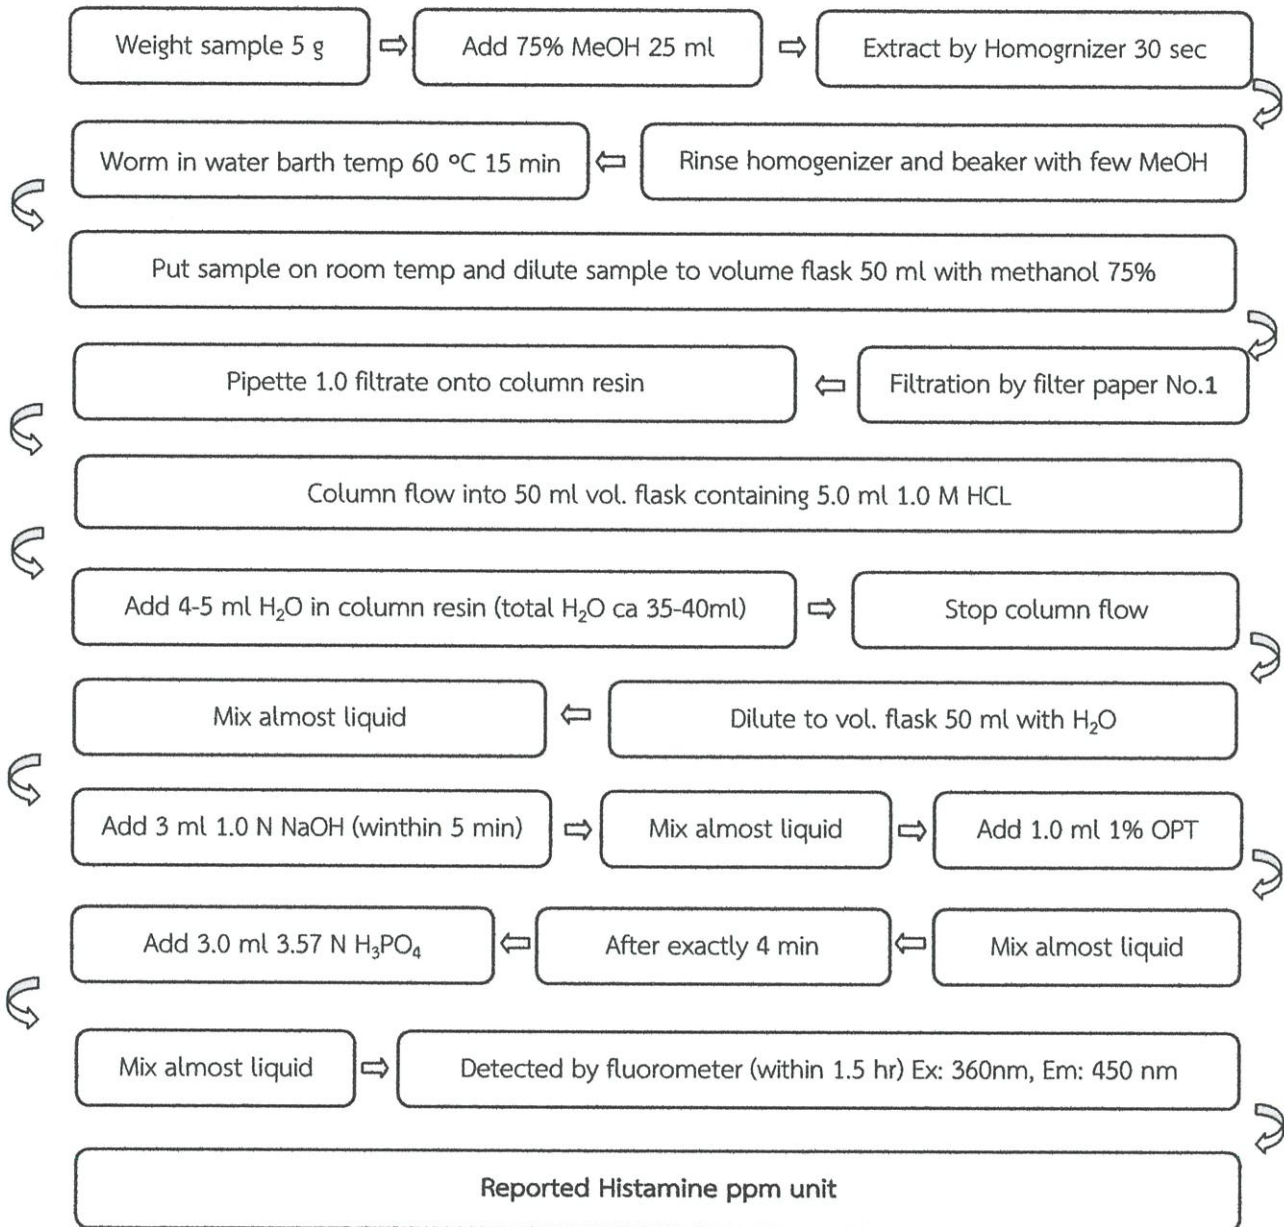 Weight sample 5 g
Add 75% MeOH 25 ml
Extract by Homogrnizer 30 sec
Rinse homogenizer and beaker with few MeOH
Worm in water barth temp 60 °C 15 min
Put sample on room temp and dilute sample to volume flask 50 ml with methanol 75%
Filtration by filter paper No.1
Pipette 1.0 filtrate onto column resin
Column flow into 50 ml vol. flask containing 5.0 ml 1.0 M HCL
Add 4-5 ml H₂O in column resin (total H₂O ca 35-40ml)
Stop column flow
Dilute to vol. flask 50 ml with H₂O
Mix almost liquid
Add 3 ml 1.0 N NaOH (winthin 5 min)
Mix almost liquid
Add 1.0 ml 1% OPT
Mix almost liquid
After exactly 4 min
Add 3.0 ml 3.57 N H₃PO₄
Mix almost liquid
Detected by fluorometer (within 1.5 hr) Ex: 360nm, Em: 450 nm
Reported Histamine ppm unit